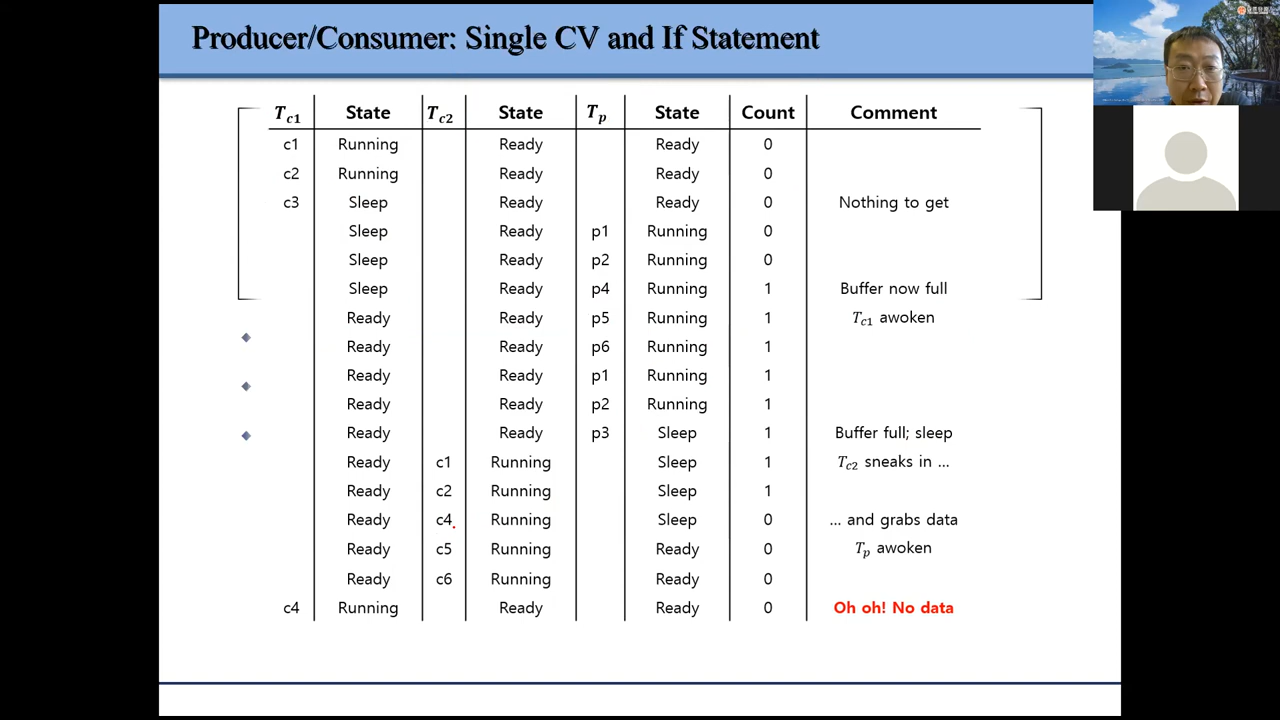 Producer/Consumer: Single CV and If Statement
Tc1 State Tc2 State Tp State Count Comment
c1 Running Ready Ready 0
c2 Running Ready Ready 0
c3 Sleep Ready Ready 0 Nothing to get
Sleep Ready p1 Running 0
Sleep Ready p2 Running 0
Sleep Ready p4 Running 1 Buffer now full
Ready Ready p5 Running 1 Tc1 awoken
Ready Ready p6 Running 1
Ready Ready p1 Running 1
Ready Ready p2 Running 1
Ready Ready p3 Sleep 1 Buffer full; sleep
Ready c1 Running Sleep 1 Tc2 sneaks in ...
Ready c2 Running Sleep 1
Ready c4 Running Sleep 0 ... and grabs data
Ready c5 Running Ready 0 Tp awoken
Ready c6 Running Ready 0
c4 Running Ready Ready 0 Oh oh! No data